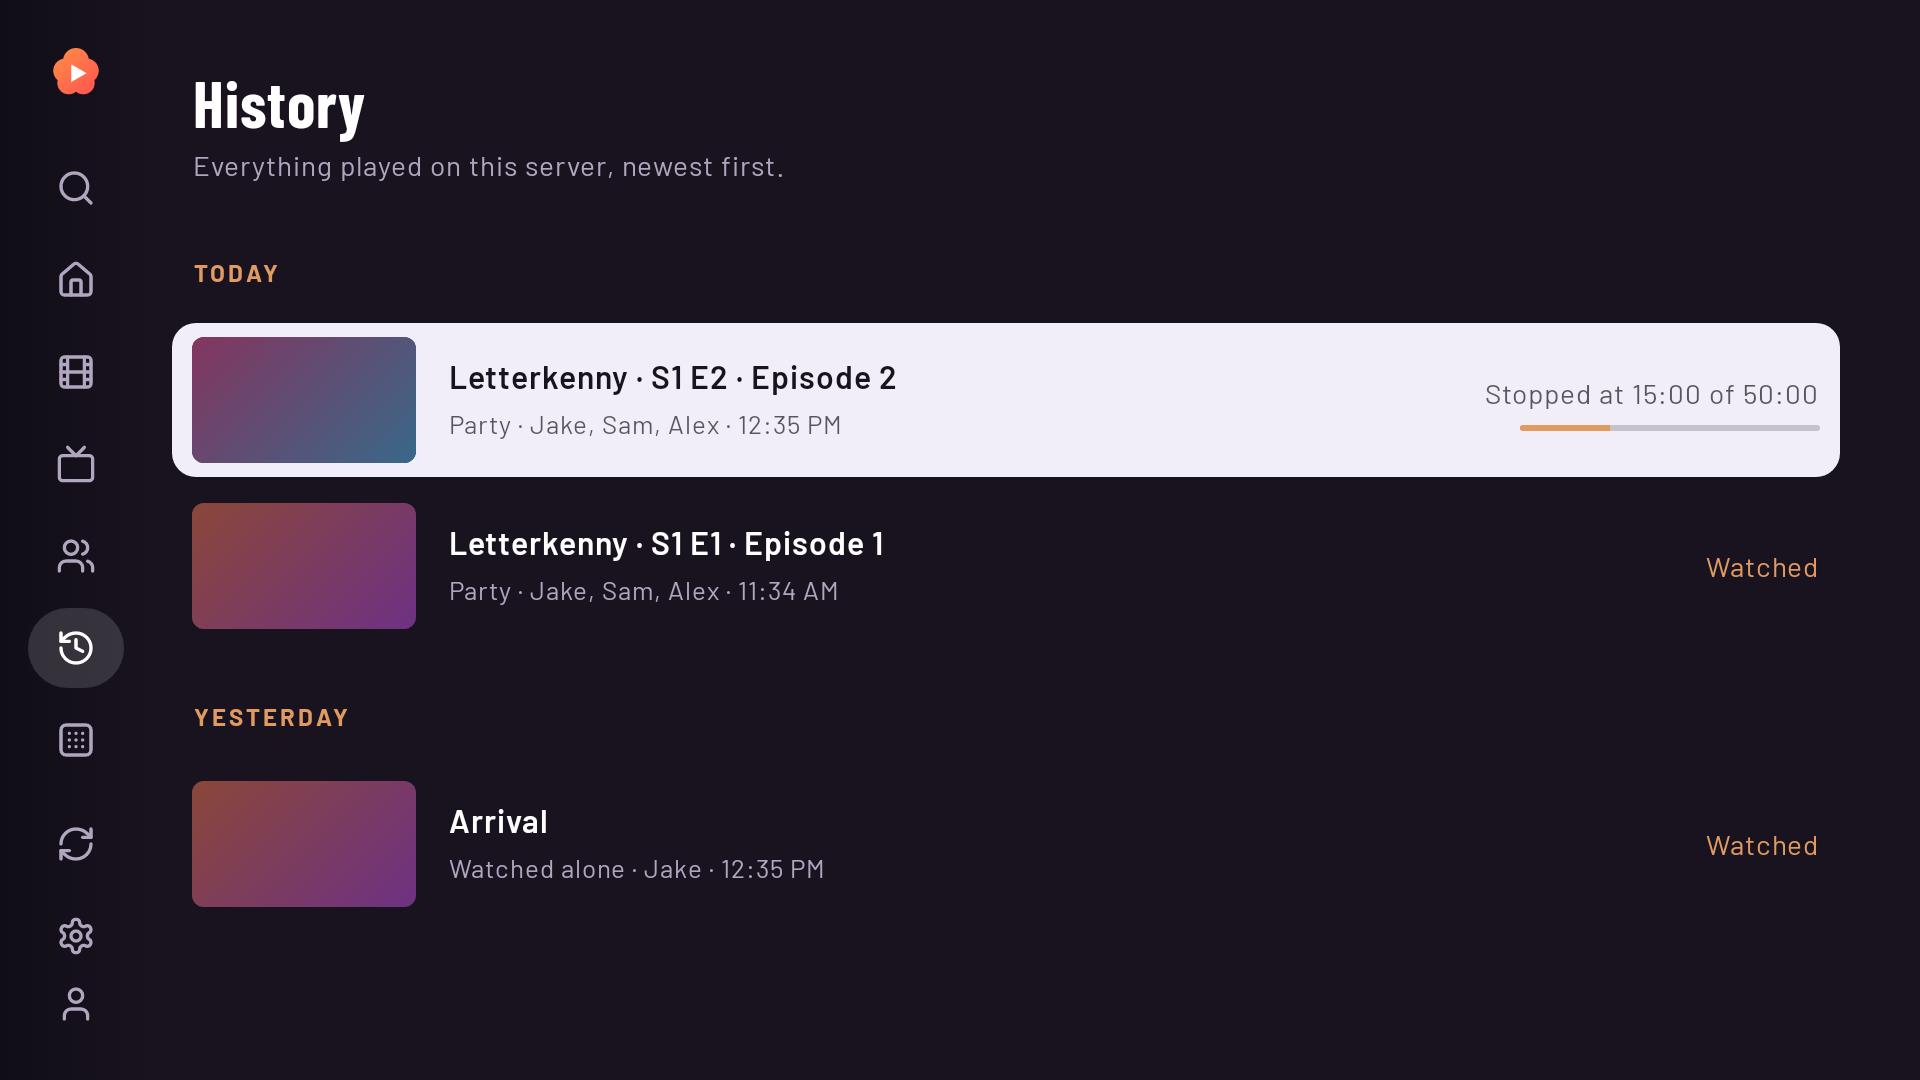 History
Everything played on this server, newest first.
TODAY
Letterkenny · S1 E2 · Episode 2
Party · Jake, Sam, Alex · 12:35 PM
Stopped at 15:00 of 50:00
Letterkenny · S1 E1 · Episode 1
Party · Jake, Sam, Alex · 11:34 AM
Watched
YESTERDAY
Arrival
Watched alone · Jake · 12:35 PM
Watched